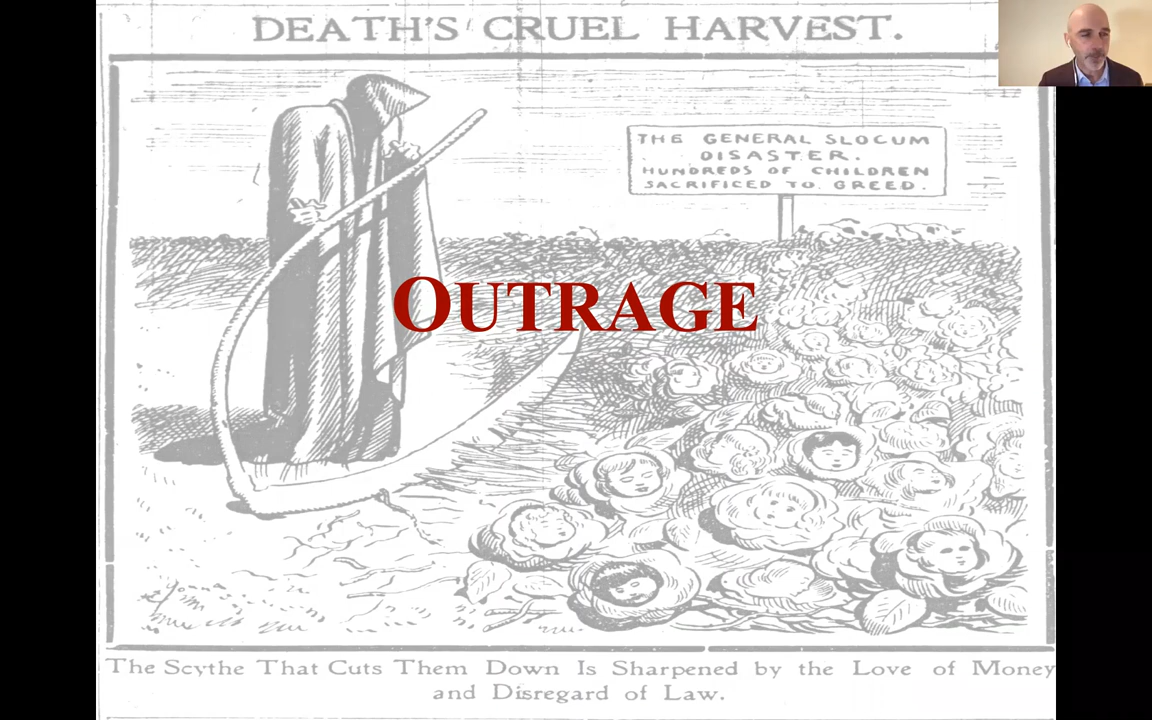 DEATH'S CRUEL HARVEST.
THE GENERAL SLOCUM
DISASTER.
HUNDREDS OF CHILDREN
SACRIFICED TO GREED.
OUTRAGE
The Scythe That Cuts Them Down Is Sharpened by the Love of Money
and Disregard of Law.